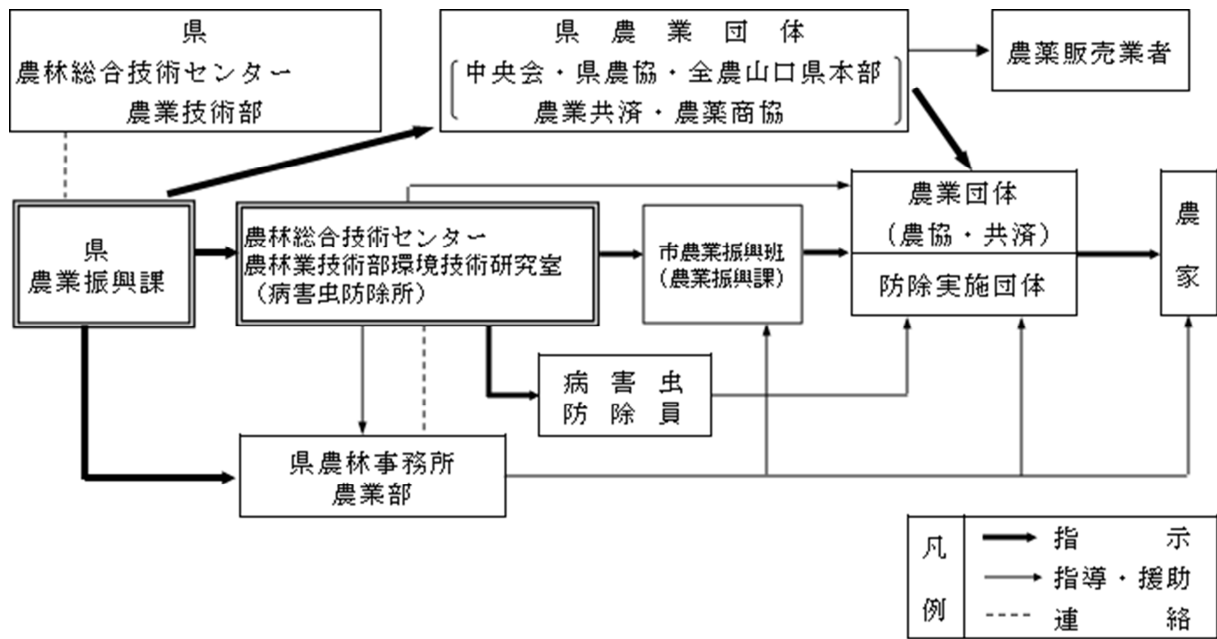 県
農林総合技術センター
農業技術部
県農業団体
中央会・県農協・全農山口県本部
農業共済・農薬商協
農薬販売業者
県
農業振興課
農林総合技術センター
農林業技術部環境技術研究室
（病害虫防除所）
市農業振興班
（農業振興課）
農業団体
（農協・共済）
防除実施団体
農家
病害虫
防除員
県農林事務所
農業部
凡例
指示
指導・援助
連絡